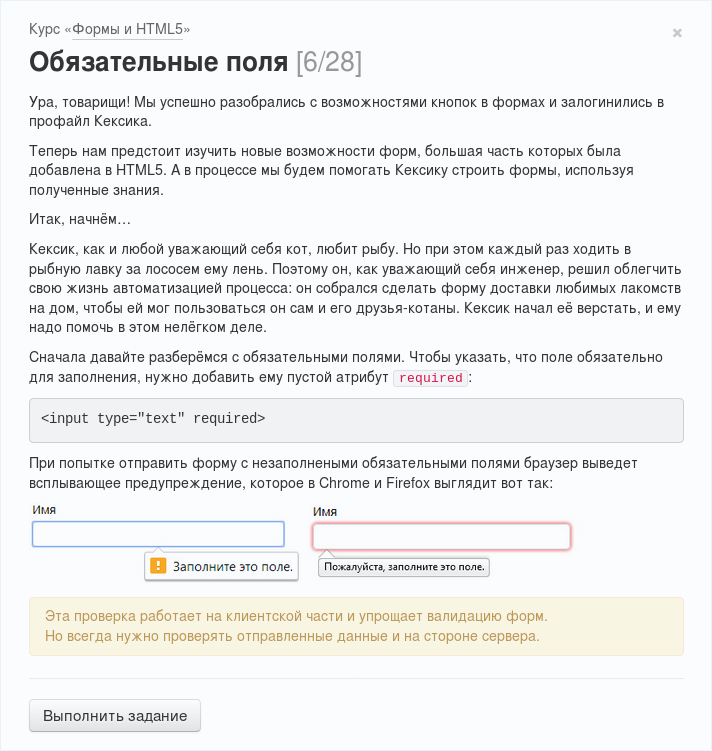 Курс «Формы и HTML5»
×
Обязательные поля [6/28]
Ура, товарищи! Мы успешно разобрались с возможностями кнопок в формах и залогинились в
профайл Кексика.
Теперь нам предстоит изучить новые возможности форм, большая часть которых была
добавлена в HTML5. А в процессе мы будем помогать Кексику строить формы, используя
полученные знания.
Итак, начнём…
Кексик, как и любой уважающий себя кот, любит рыбу. Но при этом каждый раз ходить в
рыбную лавку за лососем ему лень. Поэтому он, как уважающий себя инженер, решил облегчить
свою жизнь автоматизацией процесса: он собрался сделать форму доставки любимых лакомств
на дом, чтобы ей мог пользоваться он сам и его друзья-котаны. Кексик начал её верстать, и ему
надо помочь в этом нелёгком деле.
Сначала давайте разберёмся с обязательными полями. Чтобы указать, что поле обязательно
для заполнения, нужно добавить ему пустой атрибут required:
<input type="text" required>
При попытке отправить форму с незаполнеными обязательными полями браузер выведет
всплывающее предупреждение, которое в Chrome и Firefox выглядит вот так:
Имя
Заполните это поле.
Имя
Пожалуйста, заполните это поле.
Эта проверка работает на клиентской части и упрощает валидацию форм.
Но всегда нужно проверять отправленные данные и на стороне сервера.
Выполнить задание